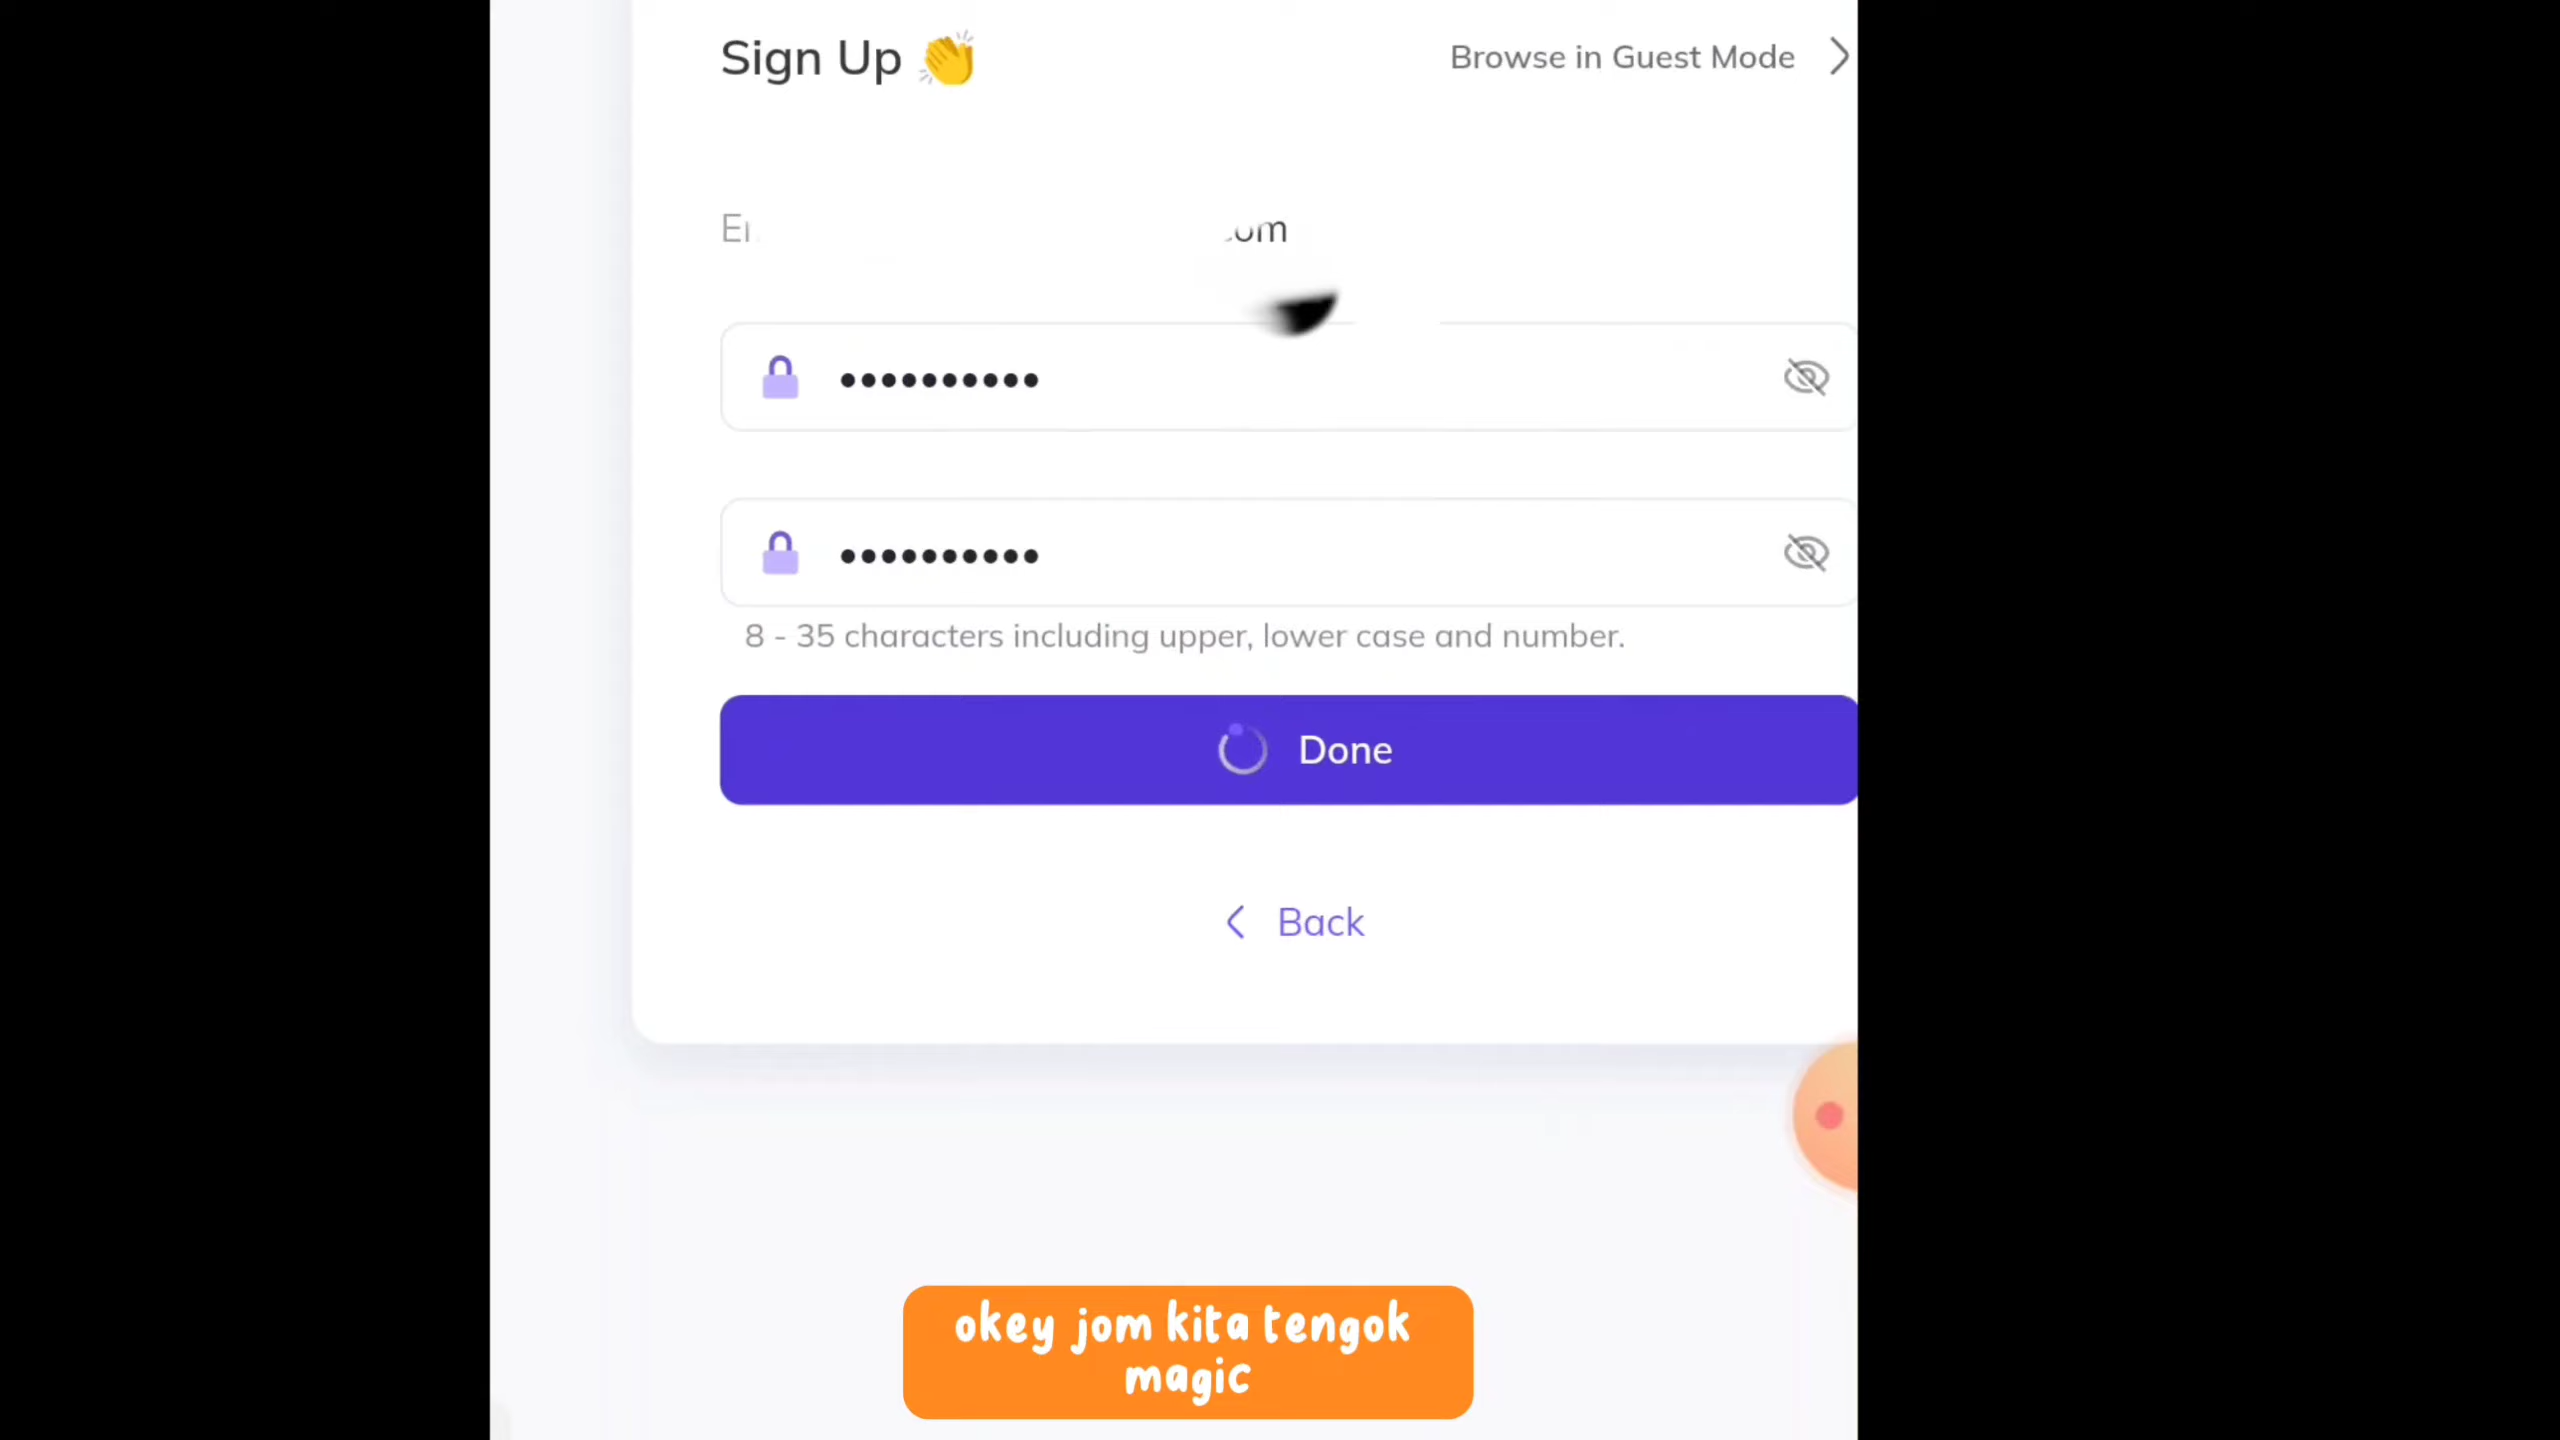 Sign Up 👏
Browse in Guest Mode
••••••••••
••••••••••
8 - 35 characters including upper, lower case and number.
Done
Back
okey jom kita tengok
magic